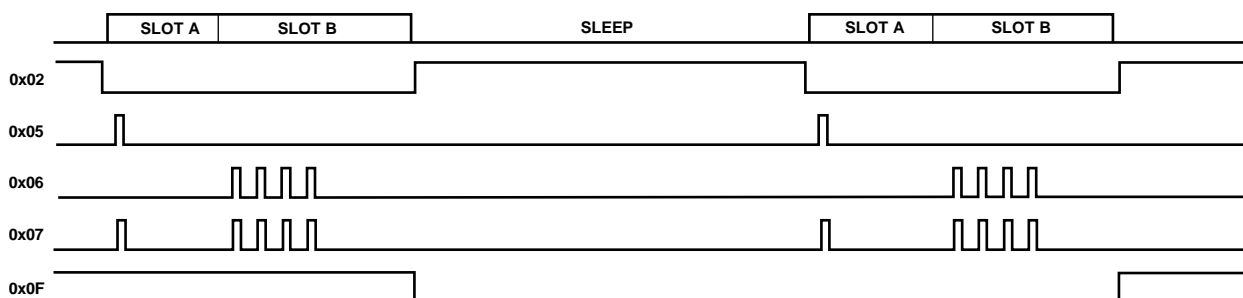 SLOT A SLOT B SLEEP SLOT A SLOT B
0x02
0x05
0x06
0x07
0x0F